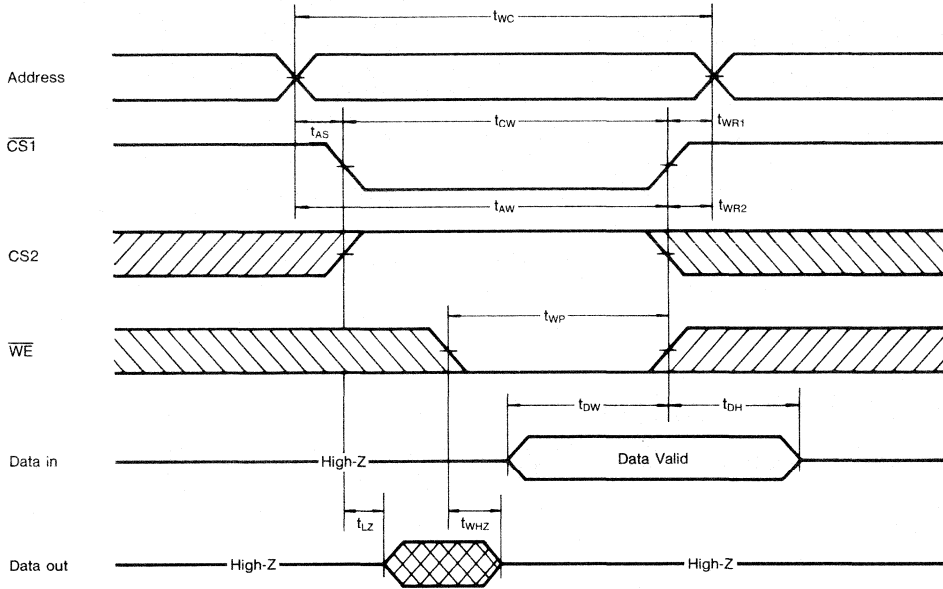 tWC
Address
tAS
tCW
tWR1
CS1
tAW
tWR2
CS2
tWP
WE
tDW
tDH
Data in
High-Z
Data Valid
tLZ
tWHZ
Data out
High-Z
High-Z